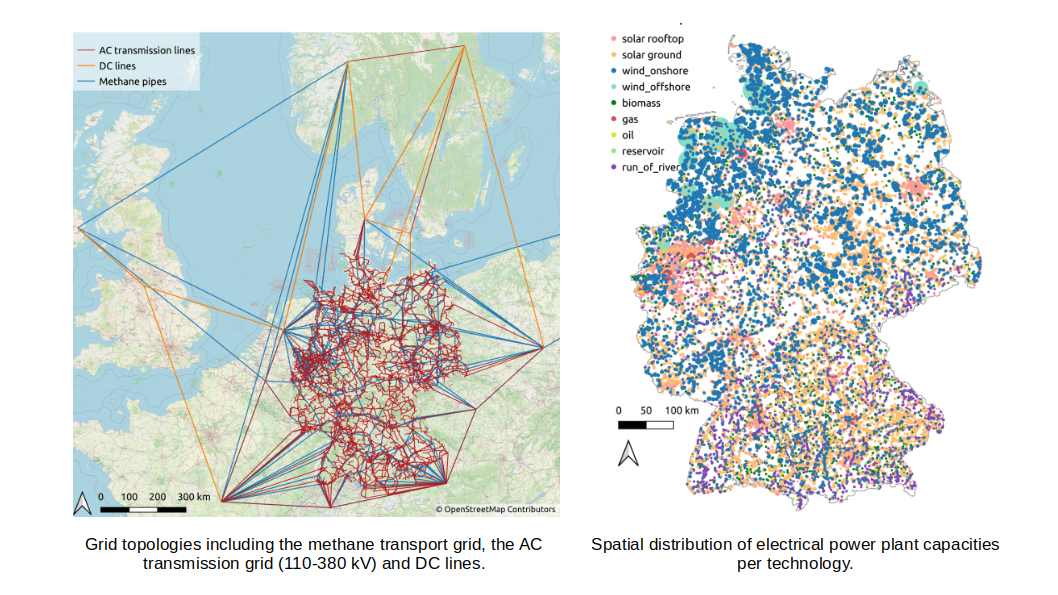 AC transmission lines
DC lines
Methane pipes
0 100 200 300 km
© OpenStreetMap Contributors
Grid topologies including the methane transport grid, the AC
transmission grid (110-380 kV) and DC lines.
solar rooftop
solar ground
wind_onshore
wind_offshore
biomass
gas
oil
reservoir
run_of_river
0 50 100 km
Spatial distribution of electrical power plant capacities
per technology.